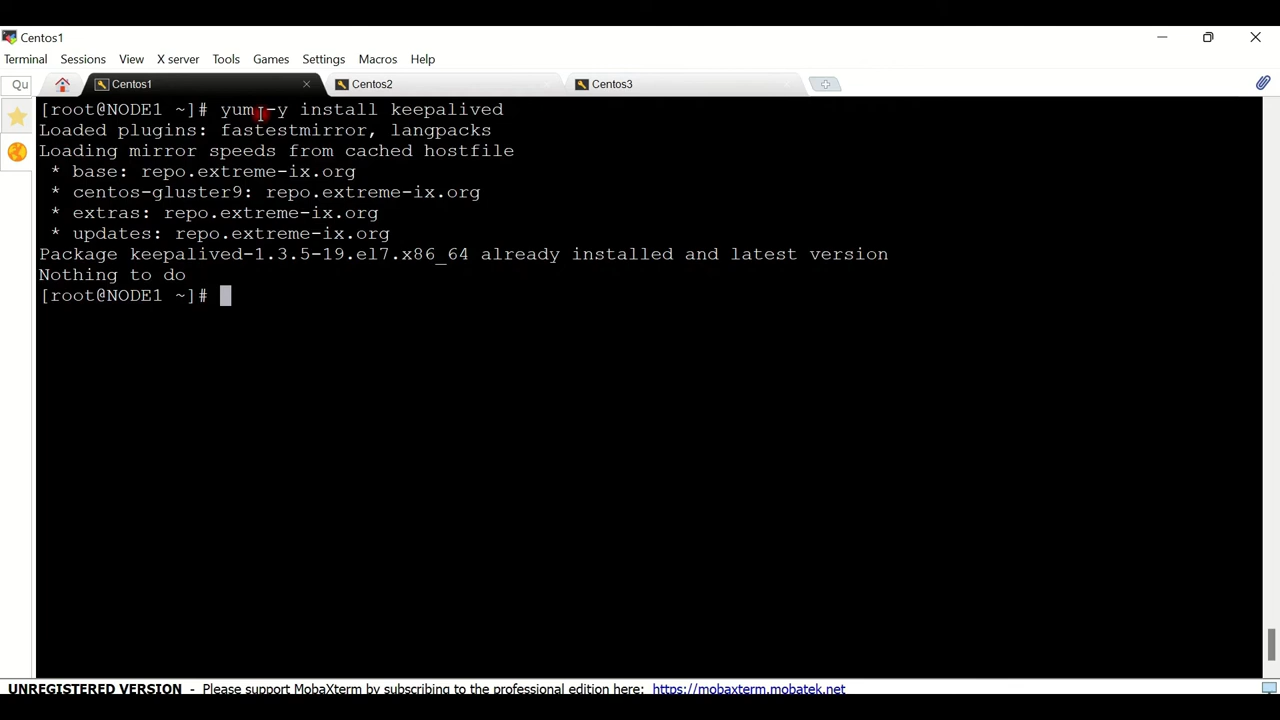 Centos1
Terminal Sessions View X server Tools Games Settings Macros Help
Qu Centos1 Centos2 Centos3
[root@NODE1 ~]# yum -y install keepalived
Loaded plugins: fastestmirror, langpacks
Loading mirror speeds from cached hostfile
* base: repo.extreme-ix.org
* centos-gluster9: repo.extreme-ix.org
* extras: repo.extreme-ix.org
* updates: repo.extreme-ix.org
Package keepalived-1.3.5-19.el7.x86_64 already installed and latest version
Nothing to do
[root@NODE1 ~]#
UNREGISTERED VERSION - Please support MobaXterm by subscribing to the professional edition here: https://mobaxterm.mobatek.net